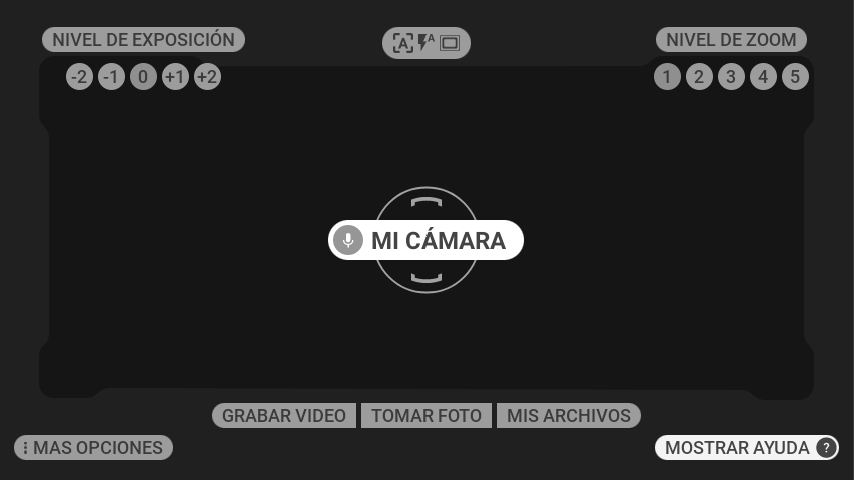 NIVEL DE EXPOSICIÓN
A
A
NIVEL DE ZOOM
-2 -1 0 +1 +2
1 2 3 4 5
MI CÁMARA
GRABAR VIDEO
TOMAR FOTO
MIS ARCHIVOS
MAS OPCIONES
MOSTRAR AYUDA ?